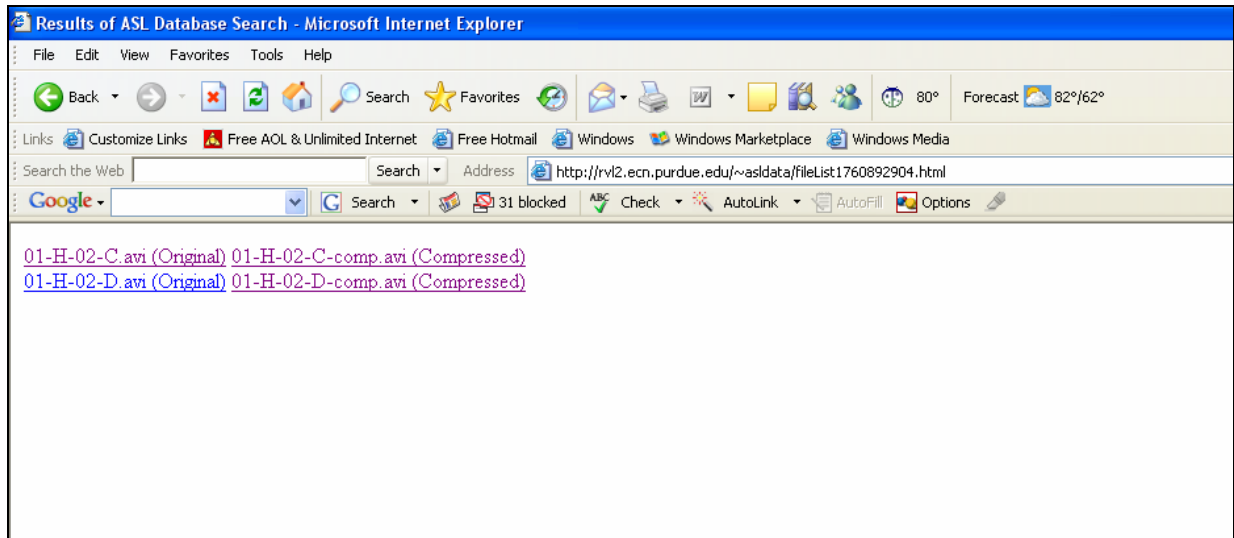 Results of ASL Database Search - Microsoft Internet Explorer
File Edit View Favorites Tools Help
Back Search Favorites W 80° Forecast 82°/62°
Links Customize Links Free AOL & Unlimited Internet Free Hotmail Windows Windows Marketplace Windows Media
Search the Web Search Address http://rvl2.ecn.purdue.edu/~asldata/fileList1760892904.html
Google G Search 31 blocked ABC Check AutoLink AutoFill Options
01-H-02-C.avi (Original) 01-H-02-C-comp.avi (Compressed)
01-H-02-D.avi (Original) 01-H-02-D-comp.avi (Compressed)